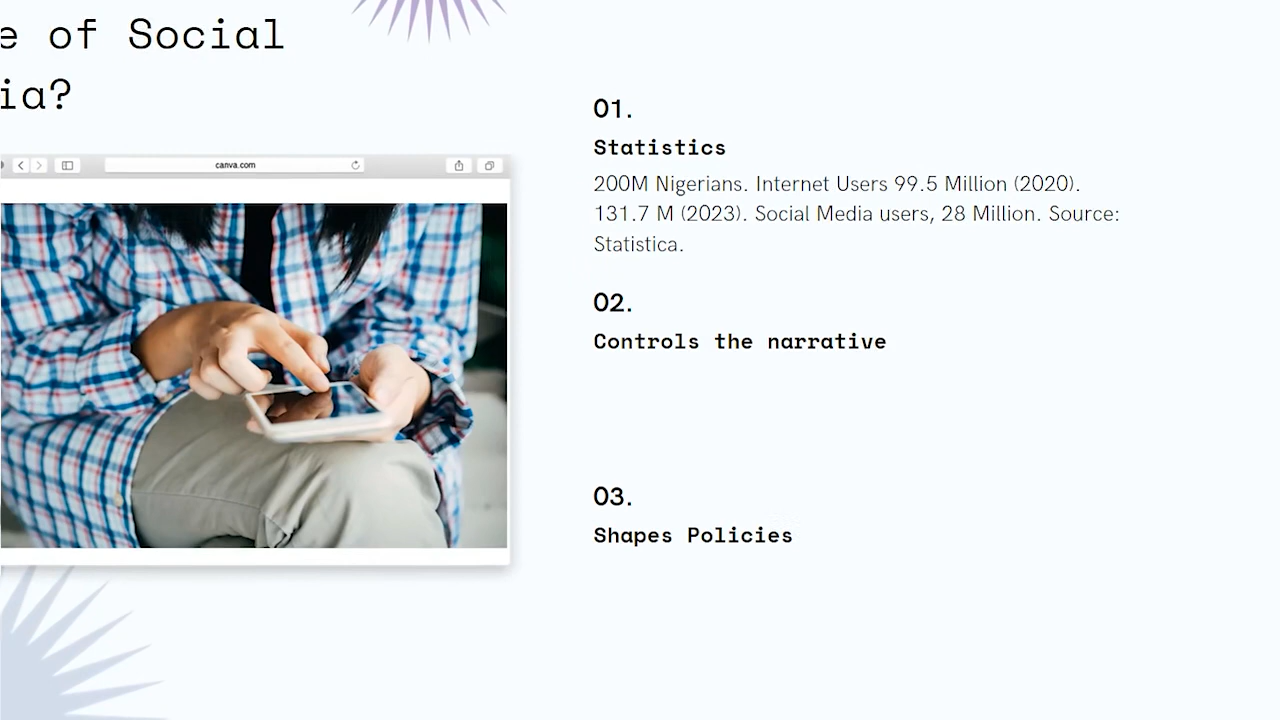 e of Social
ia?
canva.com
01.
Statistics
200M Nigerians. Internet Users 99.5 Million (2020).
131.7 M (2023). Social Media users, 28 Million. Source:
Statistica.
02.
Controls the narrative
03.
Shapes Policies